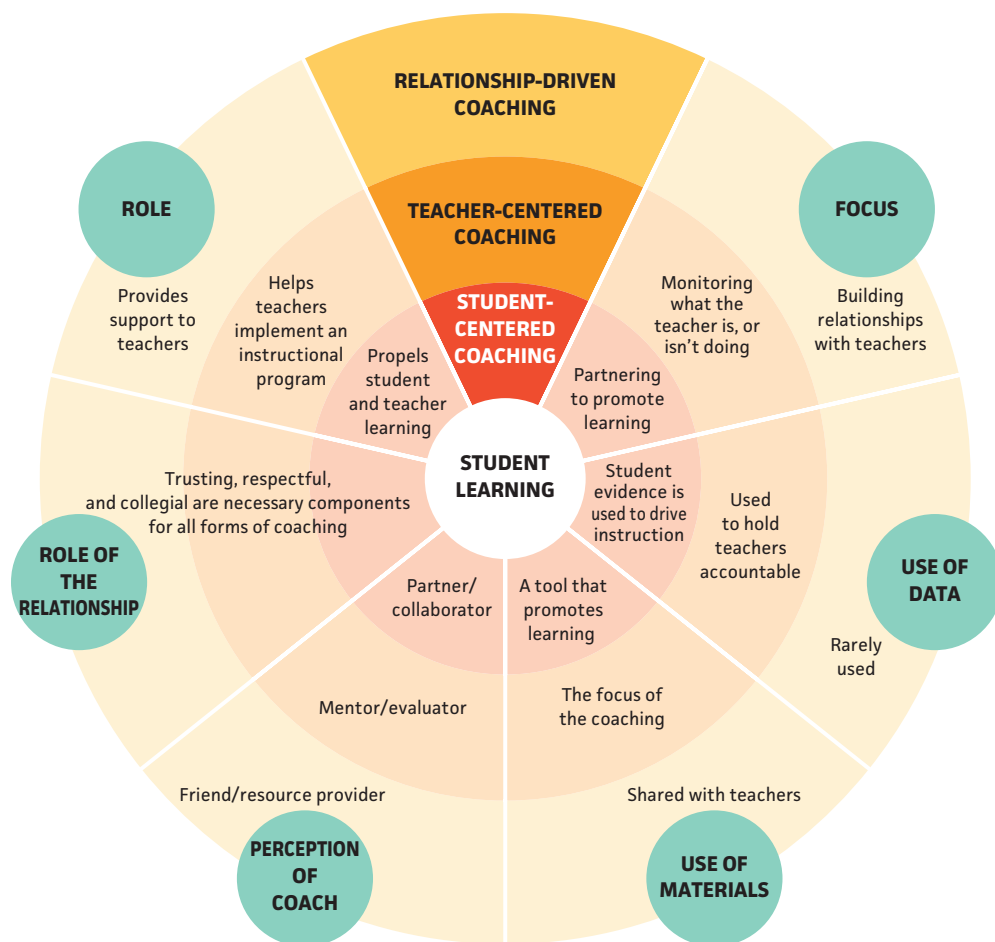 RELATIONSHIP-DRIVEN
COACHING
TEACHER-CENTERED
COACHING
STUDENT-
CENTERED
COACHING
STUDENT
LEARNING
FOCUS
Building
relationships
with teachers
Monitoring
what the
teacher is, or
isn’t doing
Partnering
to promote
learning
USE OF
DATA
Rarely
used
Used
to hold
teachers
accountable
Student
evidence is
used to drive
instruction
USE OF
MATERIALS
Shared with teachers
The focus of
the coaching
A tool that
promotes
learning
PERCEPTION
OF
COACH
Friend/resource provider
Mentor/evaluator
Partner/
collaborator
ROLE OF
THE
RELATIONSHIP
Trusting, respectful,
and collegial are necessary components
for all forms of coaching
ROLE
Provides
support to
teachers
Helps
teachers
implement an
instructional
program
Propels
student
and teacher
learning